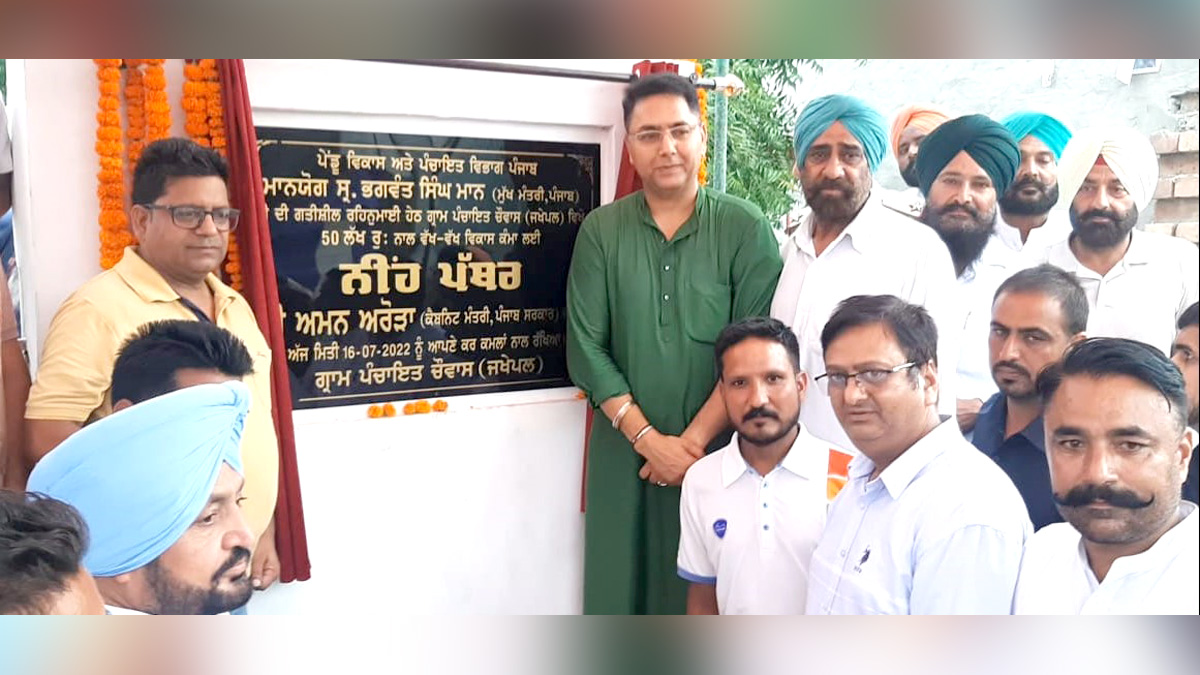 ਪੇਂਡੂ ਵਿਕਾਸ ਅਤੇ ਪੰਚਾਇਤ ਵਿਭਾਗ ਪੰਜਾਬ
ਮਾਨਯੋਗ ਸ੍ਰ. ਭਗਵੰਤ ਸਿੰਘ ਮਾਨ (ਮੁੱਖ ਮੰਤਰੀ,ਪੰਜਾਬ)
ਦੀ ਗਤੀਸ਼ੀਲ ਰਹਿਨੁਮਾਈ ਹੇਠ ਗ੍ਰਾਮ ਪੰਚਾਇਤ ਚੌਵਾਸ (ਜਖੇਪਲ) ਵਿਖੇ
50 ਲੱਖ ਰੁ: ਨਾਲ ਵੱਖ-ਵੱਖ ਵਿਕਾਸ ਕੰਮਾ ਲਈ
ਨੀਂਹ ਪੱਥਰ
ਅਮਨ ਅਰੋੜਾ (ਕੈਬਨਿਟ ਮੰਤਰੀ,ਪੰਜਾਬ ਸਰਕਾਰ)
ਅੱਜ ਮਿਤੀ 16-07-2022 ਨੂੰ ਆਪਣੇ ਕਰ ਕਮਲਾਂ ਨਾਲ ਰੱਖਿਆ
ਗ੍ਰਾਮ ਪੰਚਾਇਤ ਚੌਵਾਸ (ਜਖੇਪਲ)